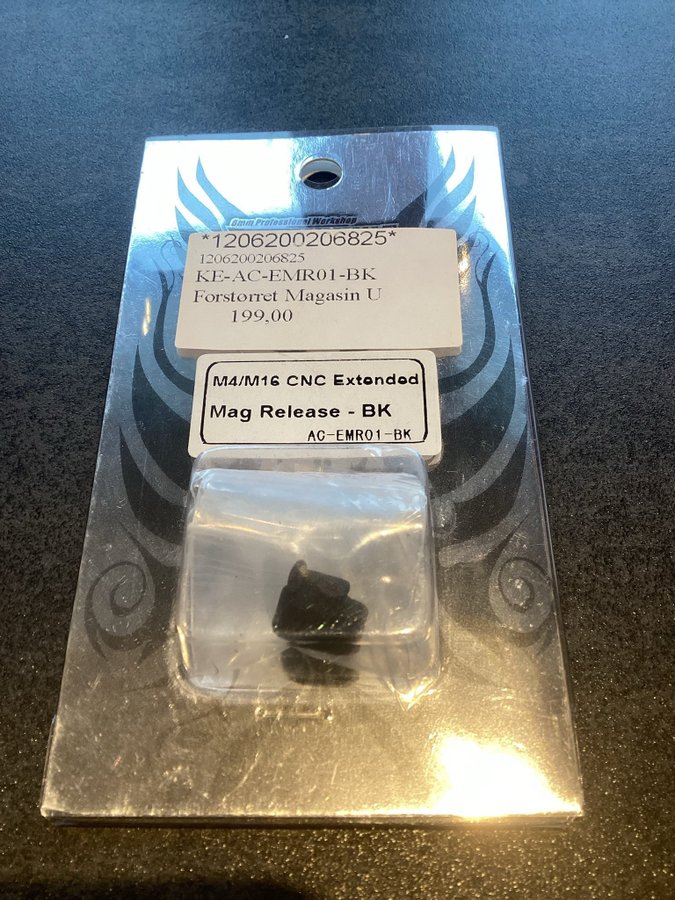 6mm Professional Workshop
*1206200206825*
1206200206825
KE-AC-EMR01-BK
Forstørret Magasin U
199,00
M4/M16 CNC Extended
Mag Release - BK
AC-EMR01-BK